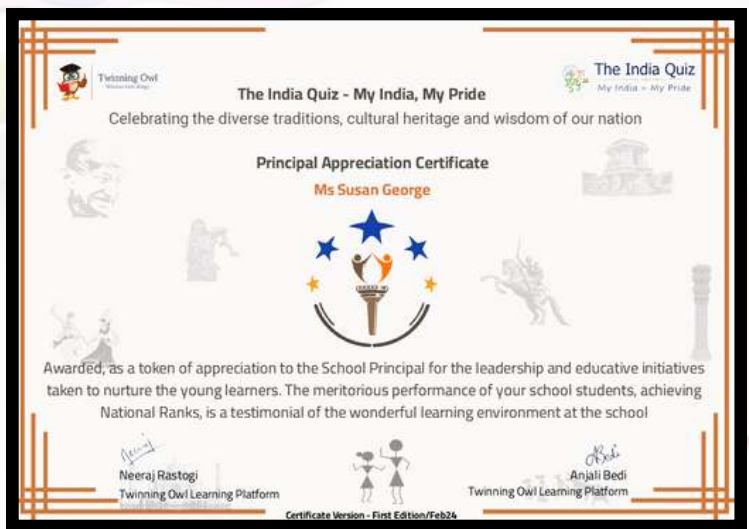 Twinning Owl
The India Quiz
My India - My Pride
The India Quiz - My India, My Pride
Celebrating the diverse traditions, cultural heritage and wisdom of our nation
Principal Appreciation Certificate
Ms Susan George
Awarded, as a token of appreciation to the School Principal for the leadership and educative initiatives
taken to nurture the young learners. The meritorious performance of your school students, achieving
National Ranks, is a testimonial of the wonderful learning environment at the school
Neeraj
Bedi
Neeraj Rastogi
Anjali Bedi
Twinning Owl Learning Platform
Twinning Owl Learning Platform
Certificate Version - First Edition/Feb24